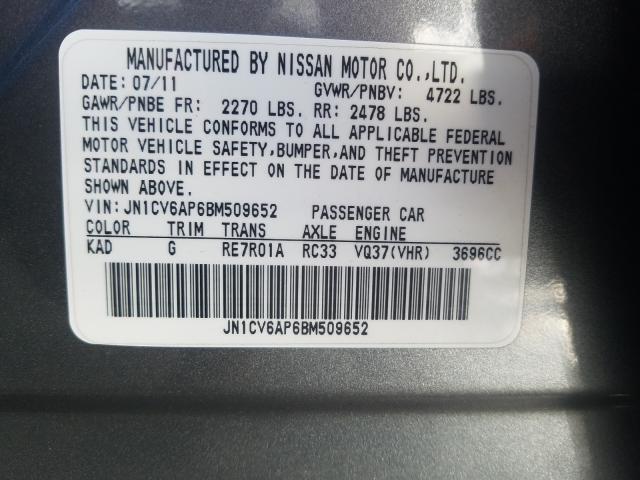 MANUFACTURED BY NISSAN MOTOR CO.,LTD.
DATE: 07/11 GVWR/PNBV: 4722 LBS.
GAWR/PNBE FR: 2270 LBS. RR: 2478 LBS.
THIS VEHICLE CONFORMS TO ALL APPLICABLE FEDERAL
MOTOR VEHICLE SAFETY,BUMPER,AND THEFT PREVENTION
STANDARDS IN EFFECT ON THE DATE OF MANUFACTURE
SHOWN ABOVE.
VIN:JN1CV6AP6BM509652 PASSENGER CAR
COLOR TRIM TRANS AXLE ENGINE
KAD G RE7R01A RC33 VQ37(VHR) 3696CC
JN1CV6AP6BM509652